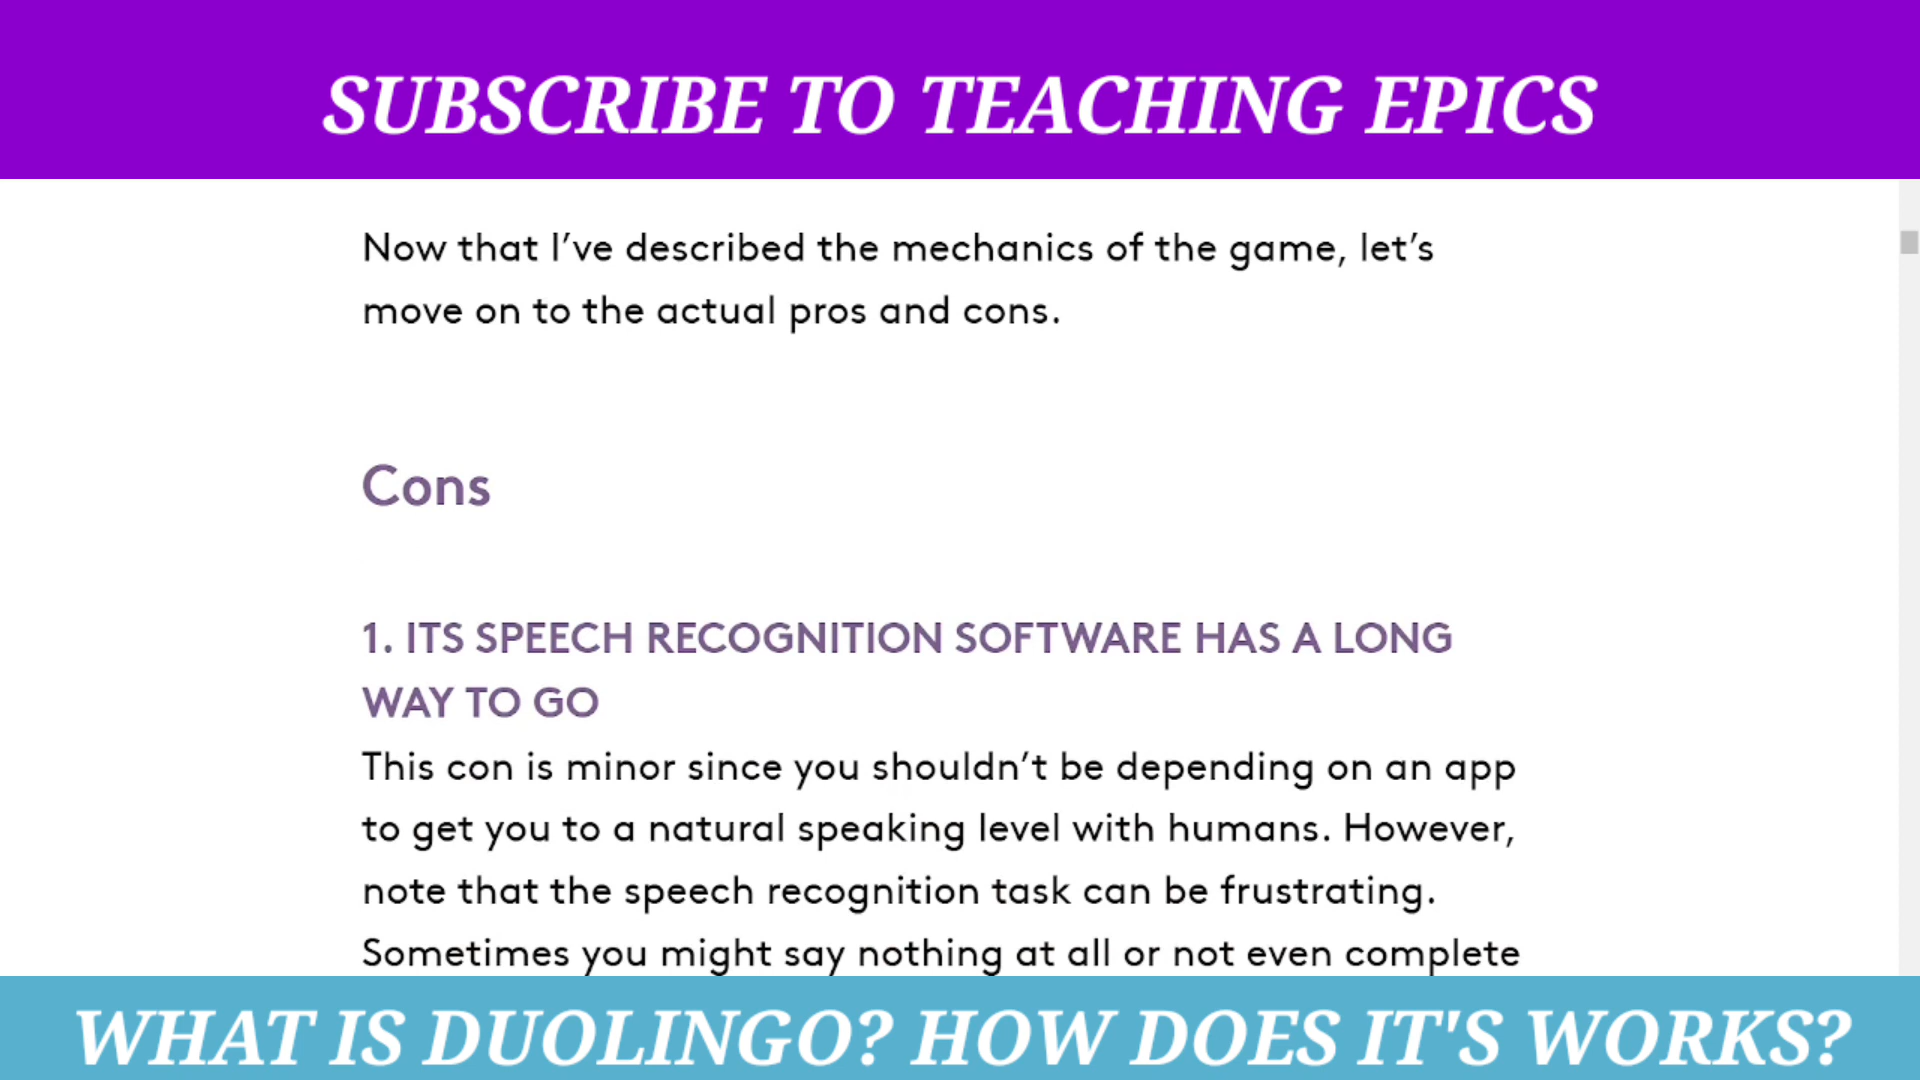 SUBSCRIBE TO TEACHING EPICS
Now that I’ve described the mechanics of the game, let’s
move on to the actual pros and cons.
Cons
1. ITS SPEECH RECOGNITION SOFTWARE HAS A LONG
WAY TO GO
This con is minor since you shouldn’t be depending on an app
to get you to a natural speaking level with humans. However,
note that the speech recognition task can be frustrating.
Sometimes you might say nothing at all or not even complete
WHAT IS DUOLINGO? HOW DOES IT'S WORKS?